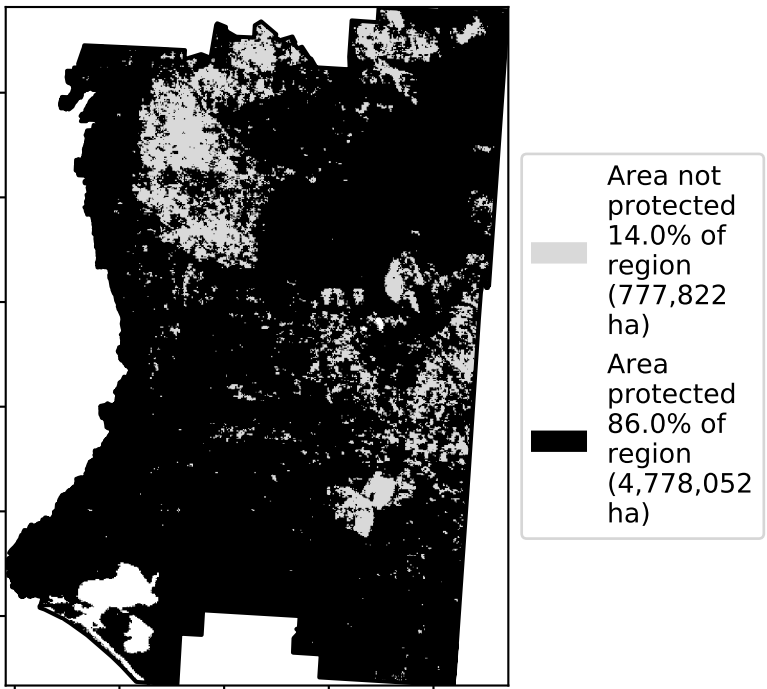 Area not
protected
14.0% of
region
(777,822
ha)
Area
protected
86.0% of
region
(4,778,052
ha)